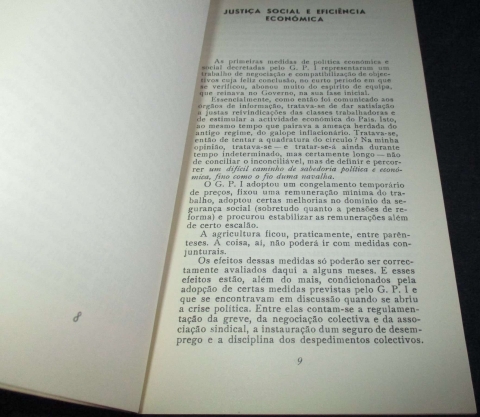 JUSTIÇA SOCIAL E EFICIÊNCIA
ECONÓMICA
As primeiras medidas de política económica e
social decretadas pelo G. P. I representaram um
trabalho de negociação e compatibilização de objec-
tivos cuja feliz conclusão, no curto período em que
se verificou, abonou muito do espírito de equipa,
que reinava no Governo, na sua fase inicial.
Essencialmente, como então foi comunicado aos
órgãos de informação, tratava-se de dar satisfação
a justas reivindicações das classes trabalhadoras e
de estimular a actividade económica do País. Isto,
ao mesmo tempo que pairava a ameaça herdada do
antigo regime, do galope inflacionário. Tratava-se,
então de tentar a quadratura do círculo? Na minha
opinião, tratava-se — e tratar-se-á ainda durante
tempo indeterminado, mas certamente longo — não
de conciliar o inconciliável, mas de definir e percor-
rer um difícil caminho de sabedoria política e econó-
mica, fino como o fio duma navalha.
O G. P. I adoptou um congelamento temporário
de preços, fixou uma remuneração mínima do tra-
balho, adoptou certas melhorias no domínio da se-
gurança social (sobretudo quanto a pensões de re-
forma) e procurou estabilizar as remunerações além
de certo escalão.
A agricultura ficou, praticamente, entre parên-
teses. A coisa, aí, não poderá ir com medidas con-
junturais.
Os efeitos dessas medidas só poderão ser correc-
tamente avaliados daqui a alguns meses. E esses
efeitos estão, além do mais, condicionados pela
adopção de certas medidas previstas pelo G. P. I e
que se encontravam em discussão quando se abriu
a crise política. Entre elas contam-se a regulamen-
tação da greve, da negociação colectiva e da asso-
ciação sindical, a instauração dum seguro de desem-
prego e a disciplina dos despedimentos colectivos.
9
8